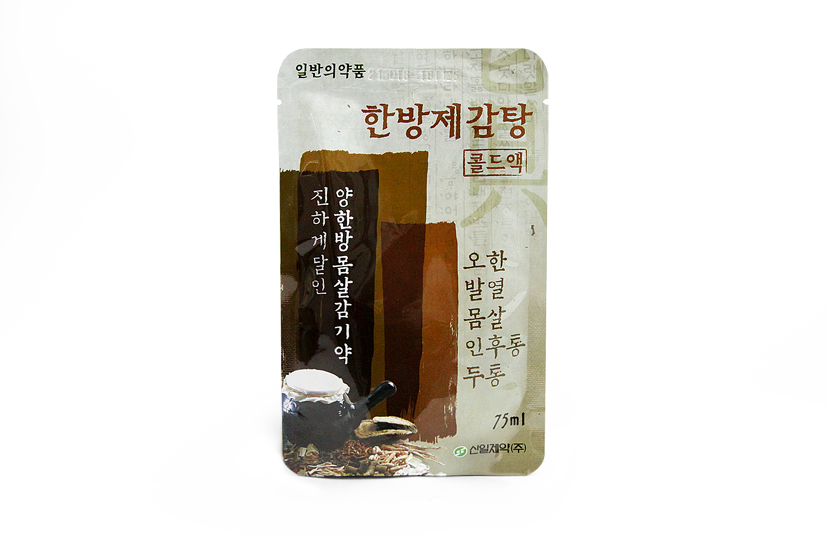 일반의약품
한방제감탕
콜드액
양한방몸살감기약
진하게달인
오한
발열
몸살
인후통
두통
75ml
신일제약(주)